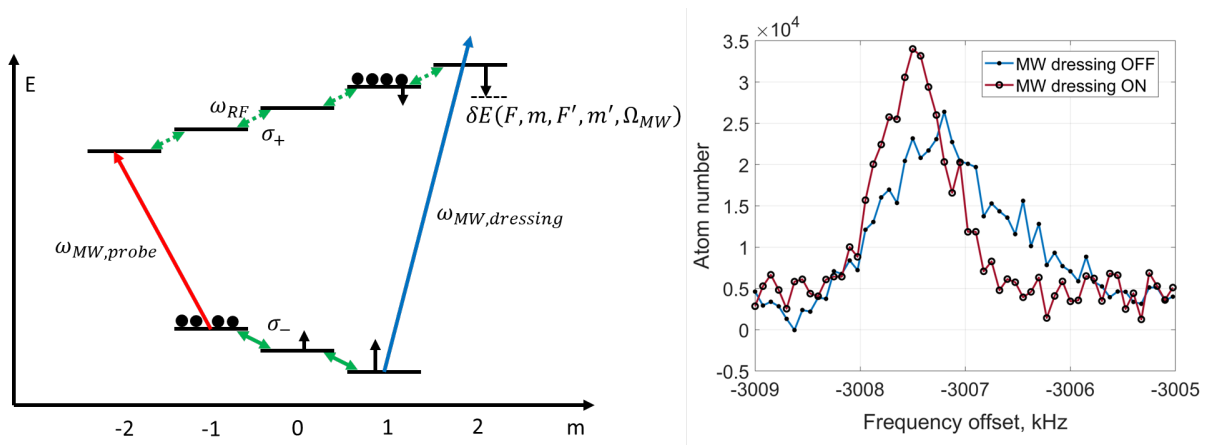 E
ω_RF
σ_+
δE(F, m, F′, m′, Ω_MW)
ω_MW,dressing
ω_MW,probe
σ_−
-2 -1 0 1 2 m
×10^4
3.5
3
2.5
2
1.5
1
0.5
0
-0.5
Atom number
MW dressing OFF
MW dressing ON
-3009 -3008 -3007 -3006 -3005
Frequency offset, kHz